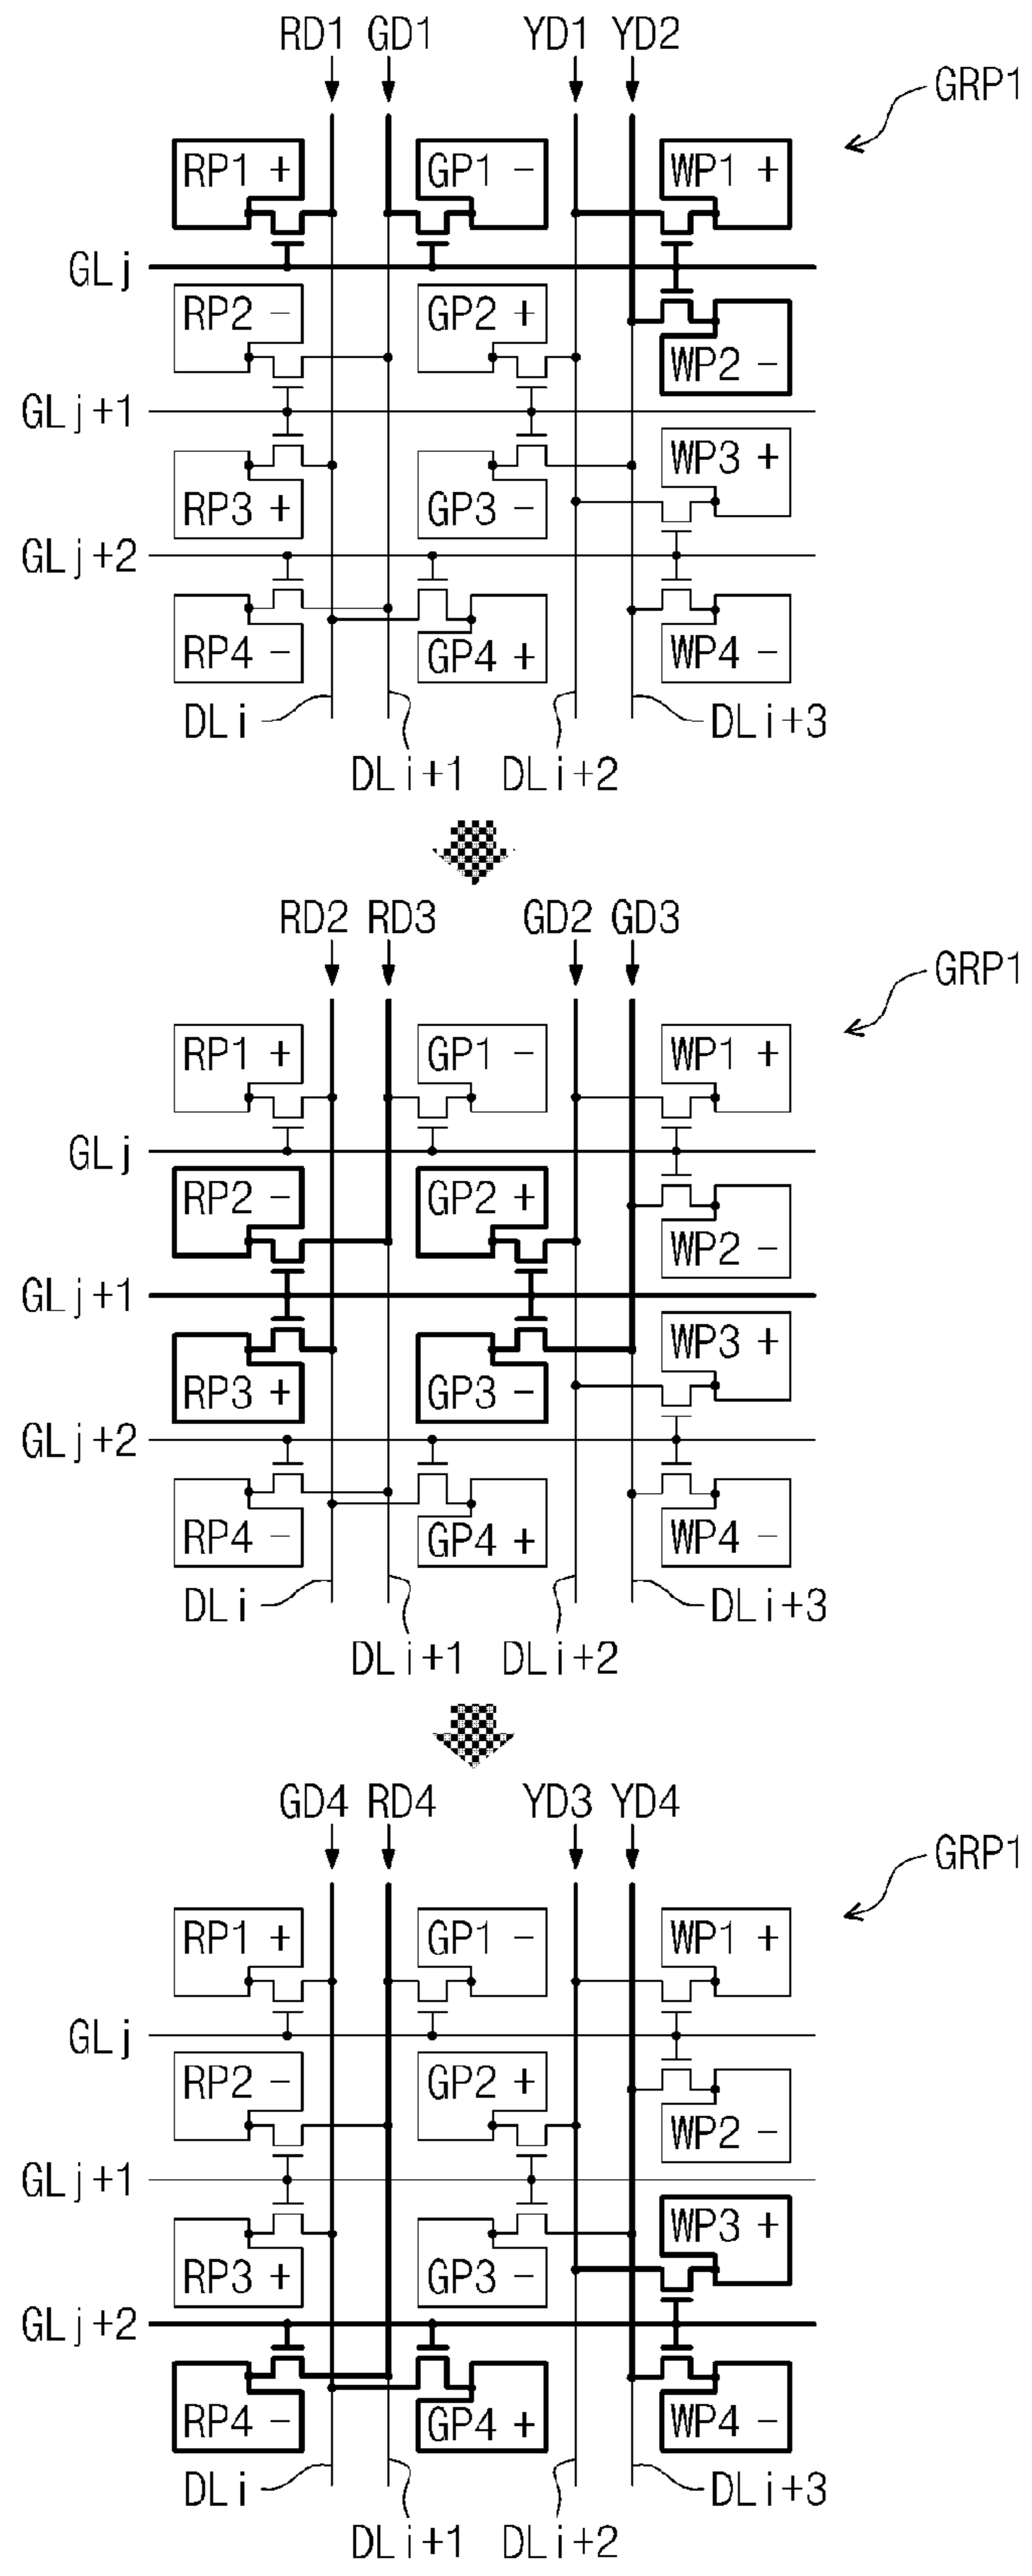 RD1 GD1 YD1 YD2
GRP1
RP1 + GP1 - WP1 +
GLj
RP2 - GP2 + WP2 -
GLj+1
RP3 + GP3 - WP3 +
GLj+2
RP4 - GP4 + WP4 -
DLi DLi+3
DLi+1 DLi+2
RD2 RD3 GD2 GD3
GRP1
RP1 + GP1 - WP1 +
GLj
RP2 - GP2 + WP2 -
GLj+1
RP3 + GP3 - WP3 +
GLj+2
RP4 - GP4 + WP4 -
DLi DLi+3
DLi+1 DLi+2
GD4 RD4 YD3 YD4
GRP1
RP1 + GP1 - WP1 +
GLj
RP2 - GP2 + WP2 -
GLj+1
RP3 + GP3 - WP3 +
GLj+2
RP4 - GP4 + WP4 -
DLi DLi+3
DLi+1 DLi+2